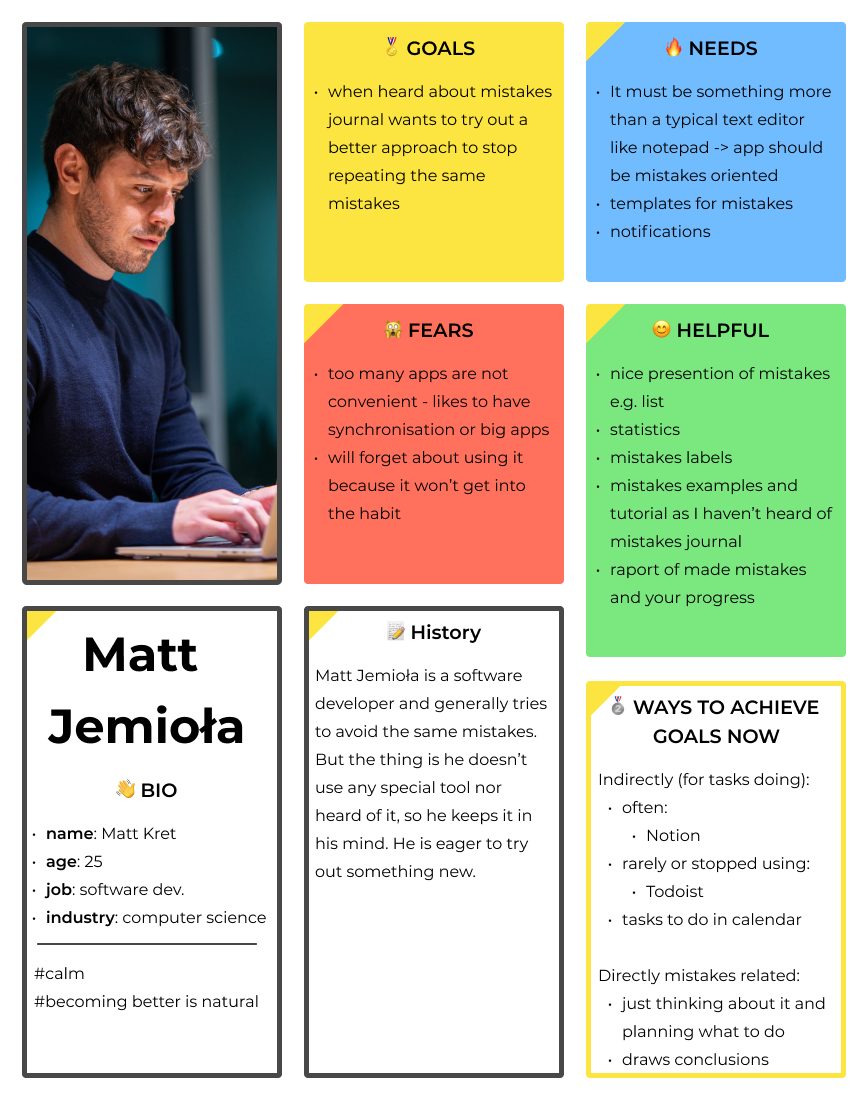 🏅 GOALS
• when heard about mistakes
journal wants to try out a
better approach to stop
repeating the same
mistakes
🔥 NEEDS
• It must be something more
than a typical text editor
like notepad -> app should
be mistakes oriented
• templates for mistakes
• notifications
🙀 FEARS
• too many apps are not
convenient - likes to have
synchronisation or big apps
• will forget about using it
because it won't get into
the habit
😊 HELPFUL
• nice presention of mistakes
e.g. list
• statistics
• mistakes labels
• mistakes examples and
tutorial as I haven't heard of
mistakes journal
• raport of made mistakes
and your progress
Matt
Jemioła
👋 BIO
• name: Matt Kret
• age: 25
• job: software dev.
• industry: computer science
#calm
#becoming better is natural
📝 History
Matt Jemioła is a software
developer and generally tries
to avoid the same mistakes.
But the thing is he doesn't
use any special tool nor
heard of it, so he keeps it in
his mind. He is eager to try
out something new.
🥈 WAYS TO ACHIEVE
GOALS NOW
Indirectly (for tasks doing):
• often:
• Notion
• rarely or stopped using:
• Todoist
• tasks to do in calendar
Directly mistakes related:
• just thinking about it and
planning what to do
• draws conclusions